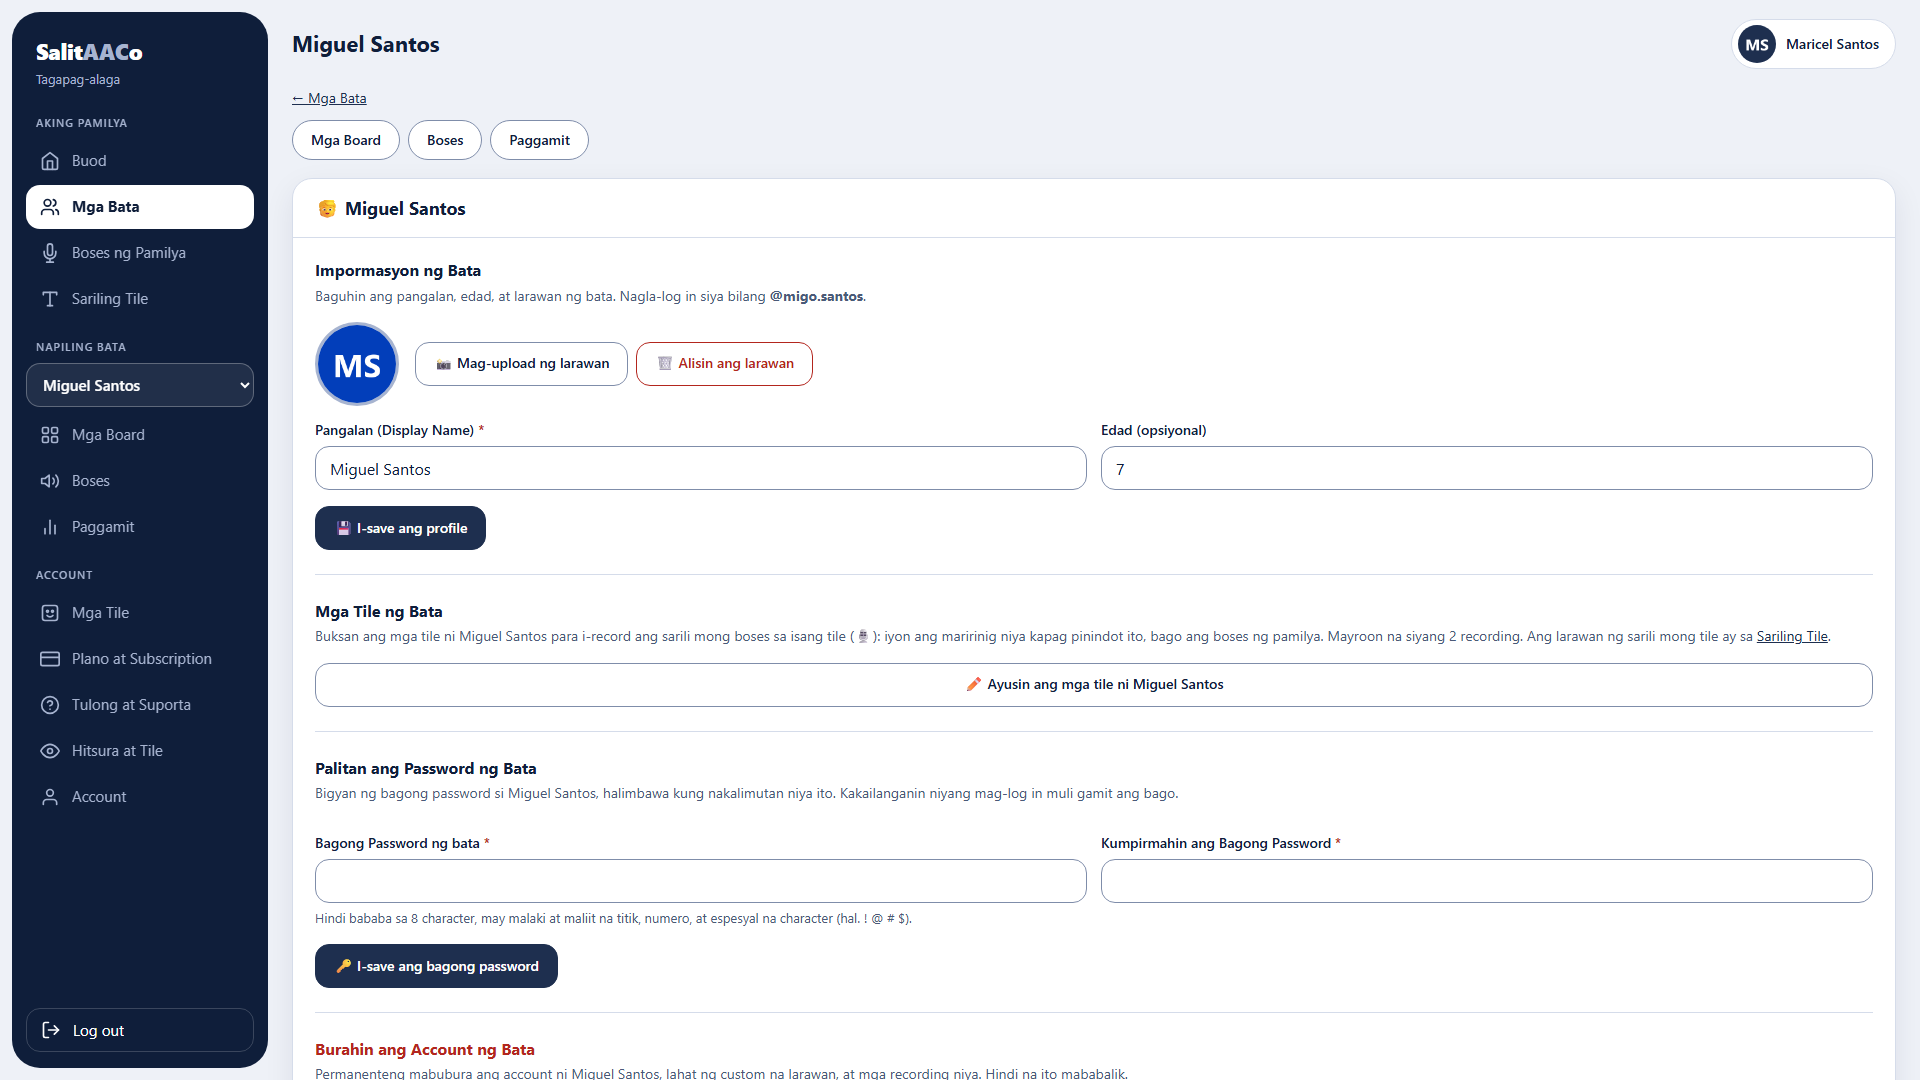 SalitAACo
Tagapag-alaga
AKING PAMILYA
Buod
Mga Bata
Boses ng Pamilya
Sariling Tile
NAPILING BATA
Miguel Santos
Mga Board
Boses
Paggamit
ACCOUNT
Mga Tile
Plano at Subscription
Tulong at Suporta
Hitsura at Tile
Account
Log out
Miguel Santos
MS Maricel Santos
← Mga Bata
Mga Board Boses Paggamit
Miguel Santos
Impormasyon ng Bata
Baguhin ang pangalan, edad, at larawan ng bata. Nagla-log in siya bilang @migo.santos.
MS Mag-upload ng larawan Alisin ang larawan
Pangalan (Display Name) * Edad (opsiyonal)
Miguel Santos 7
I-save ang profile
Mga Tile ng Bata
Buksan ang mga tile ni Miguel Santos para i-record ang sarili mong boses sa isang tile (🎙): iyon ang maririnig niya kapag pinindot ito, bago ang boses ng pamilya. Mayroon na siyang 2 recording. Ang larawan ng sarili mong tile ay sa Sariling Tile.
Ayusin ang mga tile ni Miguel Santos
Palitan ang Password ng Bata
Bigyan ng bagong password si Miguel Santos, halimbawa kung nakalimutan niya ito. Kakailanganin niyang mag-log in muli gamit ang bago.
Bagong Password ng bata * Kumpirmahin ang Bagong Password *
Hindi bababa sa 8 character, may malaki at maliit na titik, numero, at espesyal na character (hal. ! @ # $).
I-save ang bagong password
Burahin ang Account ng Bata
Permanenteng mabubura ang account ni Miguel Santos, lahat ng custom na larawan, at mga recording niya. Hindi na ito mababalik.